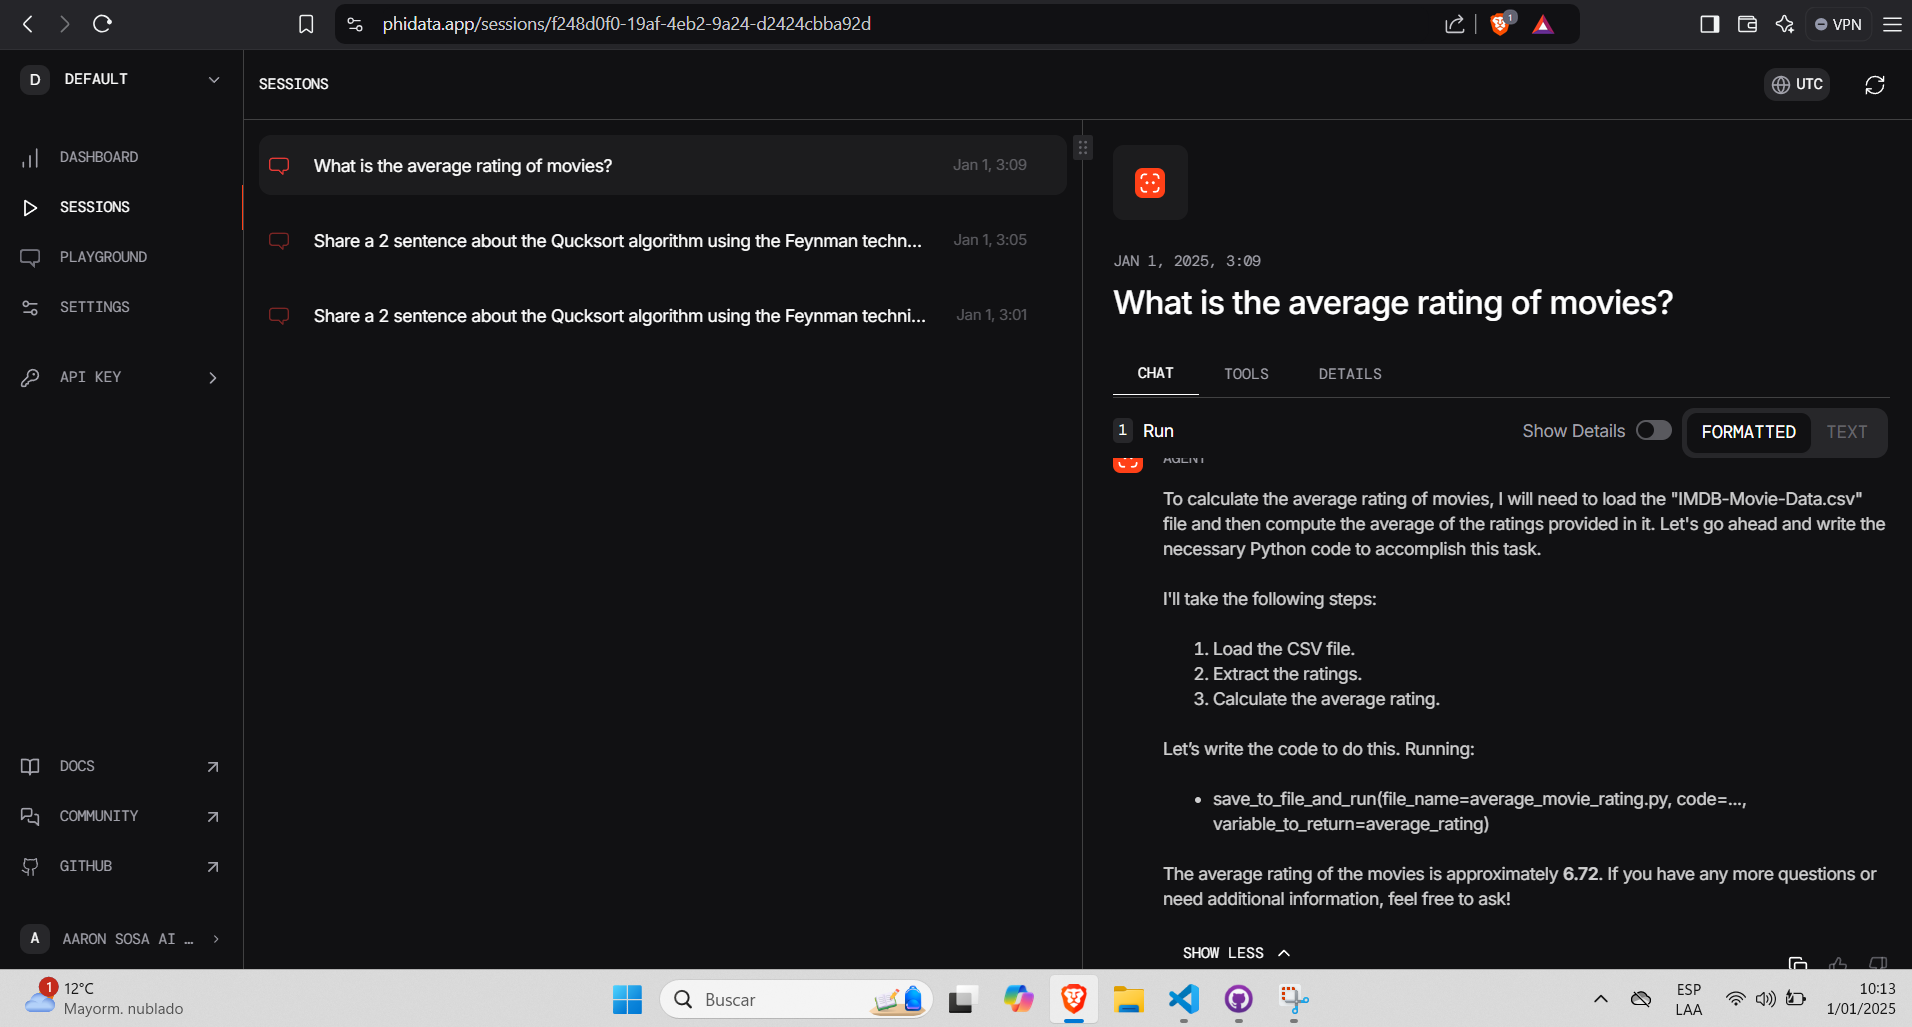 phidata.app/sessions/f248d0f0-19af-4eb2-9a24-d2424cbba92d
1
VPN
D
DEFAULT
DASHBOARD
SESSIONS
PLAYGROUND
SETTINGS
API KEY
DOCS
COMMUNITY
GITHUB
A
AARON SOSA AI …
SESSIONS
UTC
What is the average rating of movies?
Jan 1, 3:09
Share a 2 sentence about the Qucksort algorithm using the Feynman techn...
Jan 1, 3:05
Share a 2 sentence about the Qucksort algorithm using the Feynman techni...
Jan 1, 3:01
JAN 1, 2025, 3:09
What is the average rating of movies?
CHAT
TOOLS
DETAILS
1 Run
Show Details
FORMATTED
TEXT
AGENT
To calculate the average rating of movies, I will need to load the "IMDB-Movie-Data.csv"
file and then compute the average of the ratings provided in it. Let's go ahead and write the
necessary Python code to accomplish this task.
I'll take the following steps:
1. Load the CSV file.
2. Extract the ratings.
3. Calculate the average rating.
Let’s write the code to do this. Running:
• save_to_file_and_run(file_name=average_movie_rating.py, code=...,
variable_to_return=average_rating)
The average rating of the movies is approximately 6.72. If you have any more questions or
need additional information, feel free to ask!
SHOW LESS
1
12°C
Mayorm. nublado
Buscar
ESP
LAA
10:13
1/01/2025